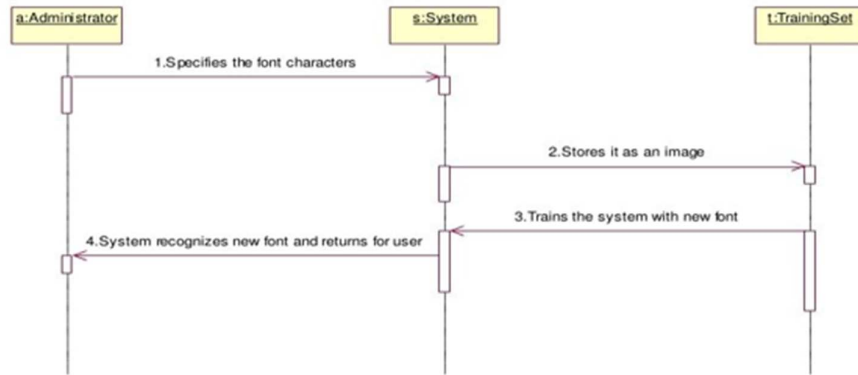 a:Administrator
s:System
t:TrainingSet
1.Specifies the font characters
2.Stores it as an image
3.Trains the system with new font
4.System recognizes new font and returns for user